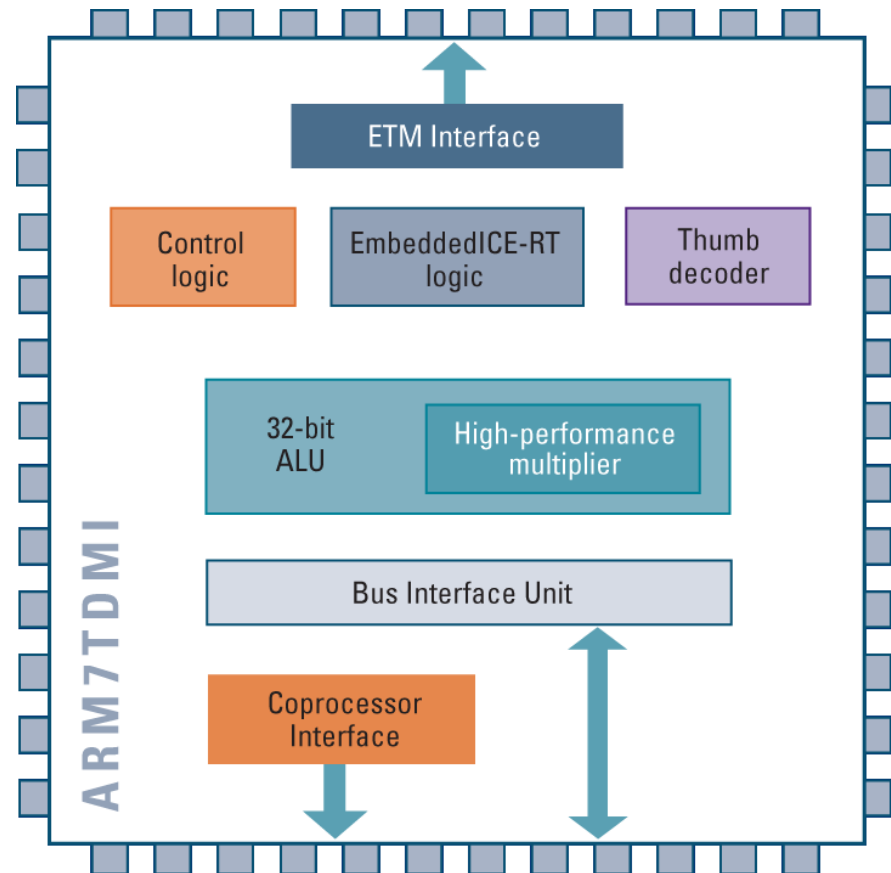 ETM Interface
Control
logic
EmbeddedICE-RT
logic
Thumb
decoder
32-bit
ALU
High-performance
multiplier
Bus Interface Unit
Coprocessor
Interface
ARM7TDMI